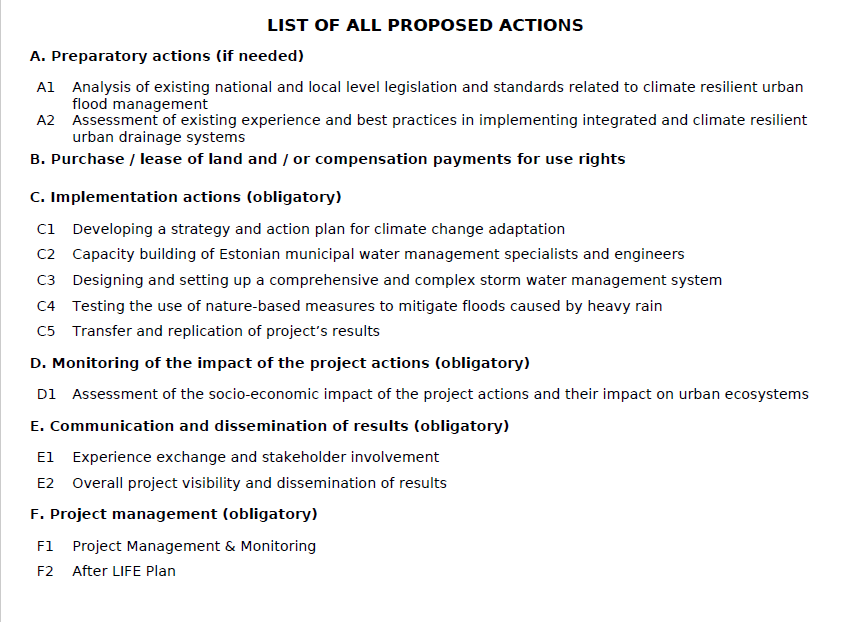 LIST OF ALL PROPOSED ACTIONS
A. Preparatory actions (if needed)
A1 Analysis of existing national and local level legislation and standards related to climate resilient urban
flood management
A2 Assessment of existing experience and best practices in implementing integrated and climate resilient
urban drainage systems
B. Purchase / lease of land and / or compensation payments for use rights
C. Implementation actions (obligatory)
C1 Developing a strategy and action plan for climate change adaptation
C2 Capacity building of Estonian municipal water management specialists and engineers
C3 Designing and setting up a comprehensive and complex storm water management system
C4 Testing the use of nature-based measures to mitigate floods caused by heavy rain
C5 Transfer and replication of project’s results
D. Monitoring of the impact of the project actions (obligatory)
D1 Assessment of the socio-economic impact of the project actions and their impact on urban ecosystems
E. Communication and dissemination of results (obligatory)
E1 Experience exchange and stakeholder involvement
E2 Overall project visibility and dissemination of results
F. Project management (obligatory)
F1 Project Management & Monitoring
F2 After LIFE Plan